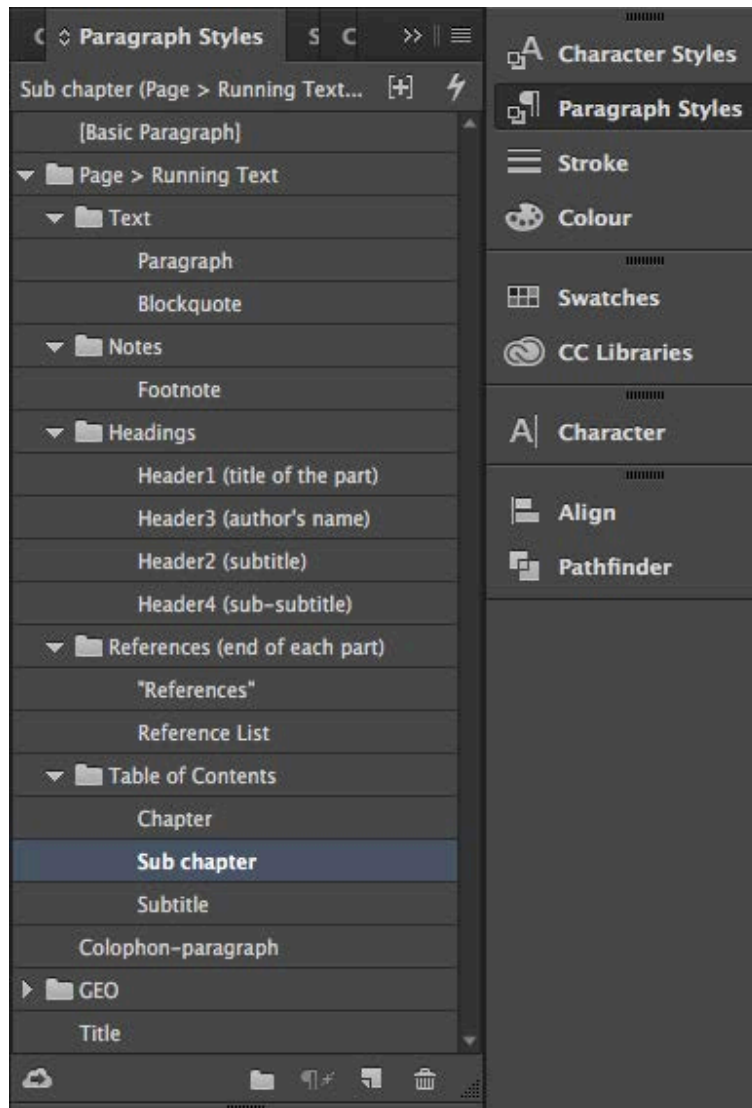 C Paragraph Styles S C
Sub chapter (Page > Running Text...
[Basic Paragraph]
Page > Running Text
Text
Paragraph
Blockquote
Notes
Footnote
Headings
Header1 (title of the part)
Header3 (author's name)
Header2 (subtitle)
Header4 (sub-subtitle)
References (end of each part)
"References"
Reference List
Table of Contents
Chapter
Sub chapter
Subtitle
Colophon-paragraph
GEO
Title
Character Styles
Paragraph Styles
Stroke
Colour
Swatches
CC Libraries
Character
Align
Pathfinder